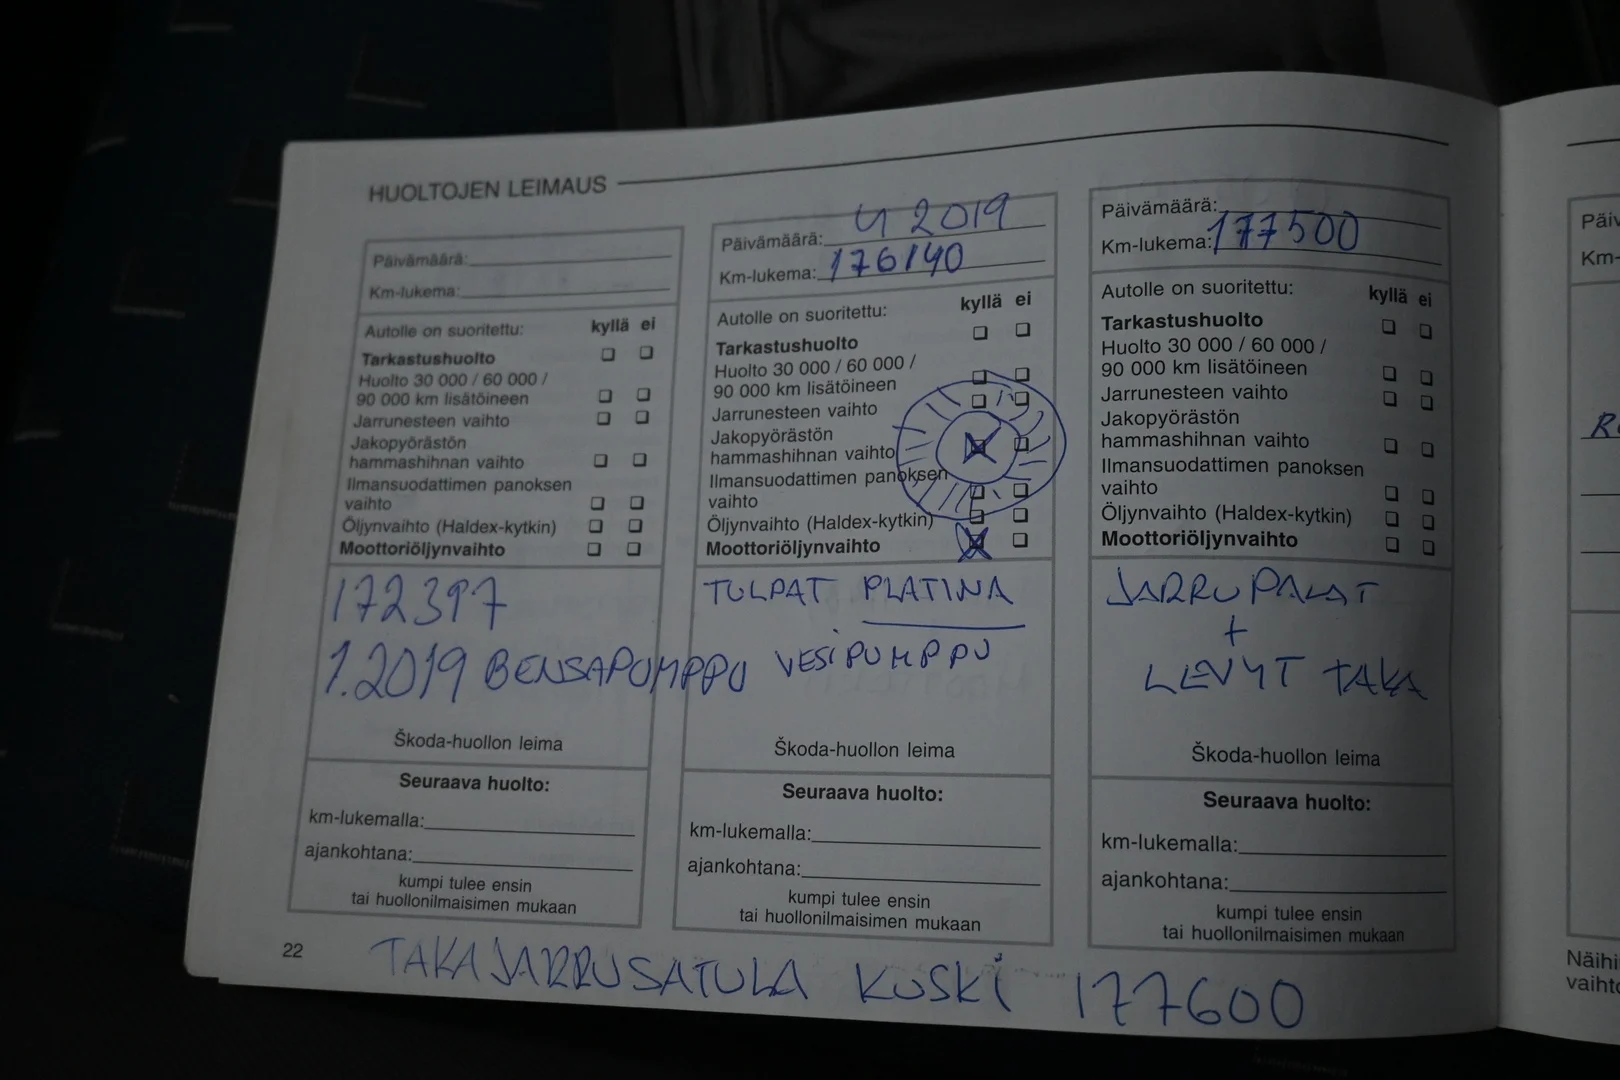 HUOLTOJEN LEIMAUS
Päivämäärä:
Km-lukema:
Autolle on suoritettu: kyllä ei
Tarkastushuolto
Huolto 30 000 / 60 000 /
90 000 km lisätöineen
Jarrunesteen vaihto
Jakopyörästön
hammashihnan vaihto
Ilmansuodattimen panoksen
vaihto
Öljynvaihto (Haldex-kytkin)
Moottoriöljynvaihto
172397
1.2019 BENSAPUMPPU
Škoda-huollon leima
Seuraava huolto:
km-lukemalla:
ajankohtana:
kumpi tulee ensin
tai huollonilmaisimen mukaan
Päivämäärä: 4 2019
Km-lukema: 176140
Autolle on suoritettu: kyllä ei
Tarkastushuolto
Huolto 30 000 / 60 000 /
90 000 km lisätöineen
Jarrunesteen vaihto
Jakopyörästön
hammashihnan vaihto
Ilmansuodattimen panoksen
vaihto
Öljynvaihto (Haldex-kytkin)
Moottoriöljynvaihto
TULPAT PLATINA
VESIPUMPPU
Škoda-huollon leima
Seuraava huolto:
km-lukemalla:
ajankohtana:
kumpi tulee ensin
tai huollonilmaisimen mukaan
Päivämäärä:
Km-lukema: 177500
Autolle on suoritettu: kyllä ei
Tarkastushuolto
Huolto 30 000 / 60 000 /
90 000 km lisätöineen
Jarrunesteen vaihto
Jakopyörästön
hammashihnan vaihto
Ilmansuodattimen panoksen
vaihto
Öljynvaihto (Haldex-kytkin)
Moottoriöljynvaihto
JARRUPALAT
+
LEVYT TAKA
Škoda-huollon leima
Seuraava huolto:
km-lukemalla:
ajankohtana:
kumpi tulee ensin
tai huollonilmaisimen mukaan
22
TAKAJARRUSATULA KUSKI 177600
Km-